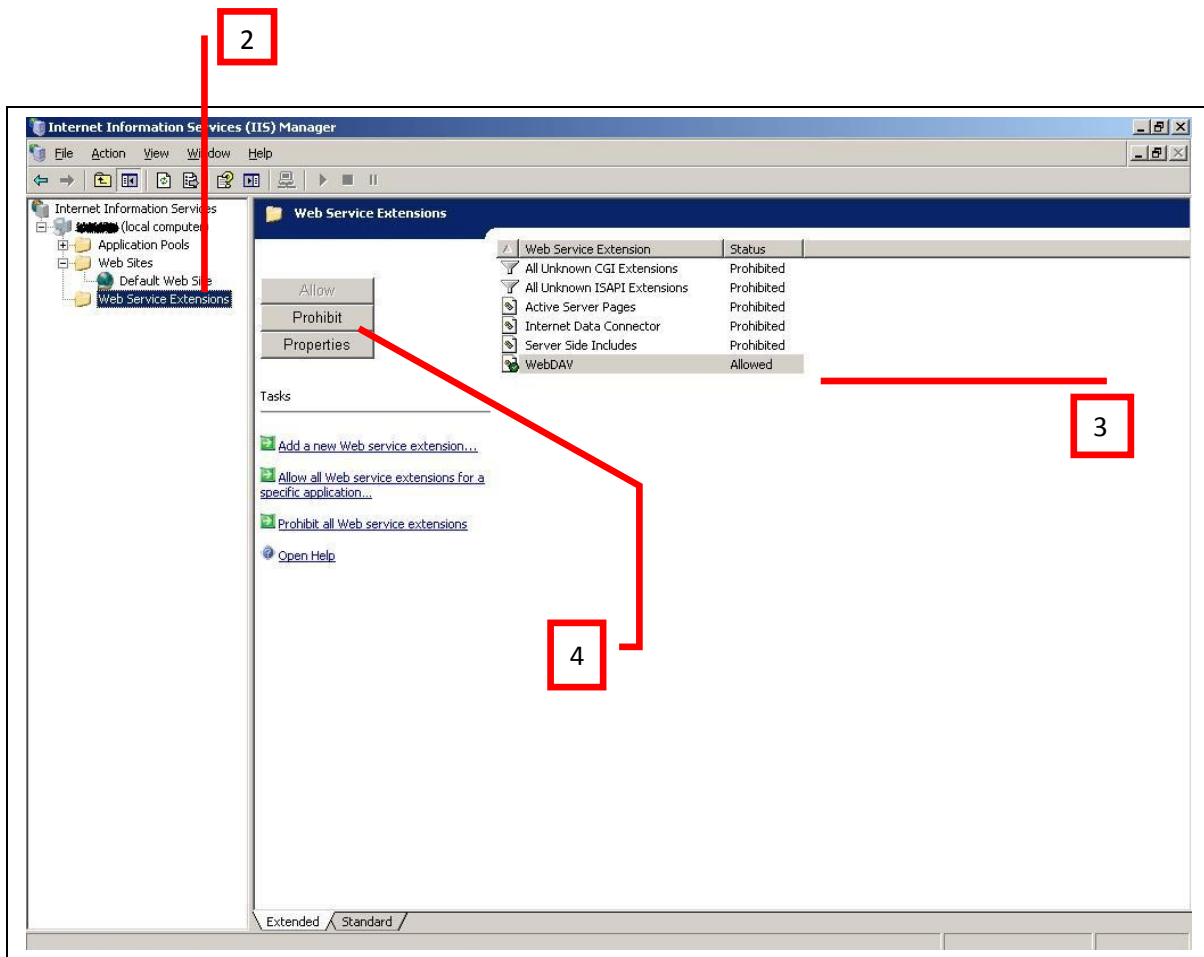 2
Internet Information Services (IIS) Manager
File Action View Window Help
Internet Information Services
(local computer)
Application Pools
Web Sites
Default Web Site
Web Service Extensions
Web Service Extensions
Allow
Prohibit
Properties
Tasks
Add a new Web service extension...
Allow all Web service extensions for a
specific application...
Prohibit all Web service extensions
Open Help
Web Service Extension Status
All Unknown CGI Extensions Prohibited
All Unknown ISAPI Extensions Prohibited
Active Server Pages Prohibited
Internet Data Connector Prohibited
Server Side Includes Prohibited
WebDAV Allowed
3
4
Extended Standard